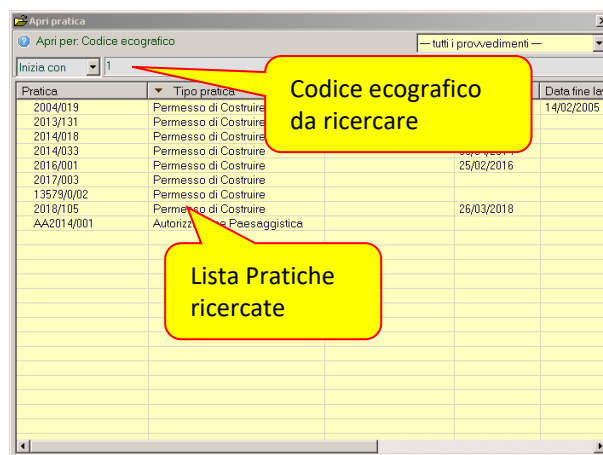 Apri pratica
Apri per: Codice ecografico
— tutti i provvedimenti —
Inizia con 1
Codice ecografico
da ricercare
Pratica Tipo pratica Data fine la
2004/019 Permesso di Costruire 14/02/2005
2013/131 Permesso di Costruire
2014/018 Permesso di Costruire
2014/033 Permesso di Costruire
2016/001 Permesso di Costruire 25/02/2016
2017/003 Permesso di Costruire
13579/0/02 Permesso di Costruire
2018/105 Permesso di Costruire 26/03/2018
AA2014/001 Paesaggistica
Lista Pratiche
ricercate